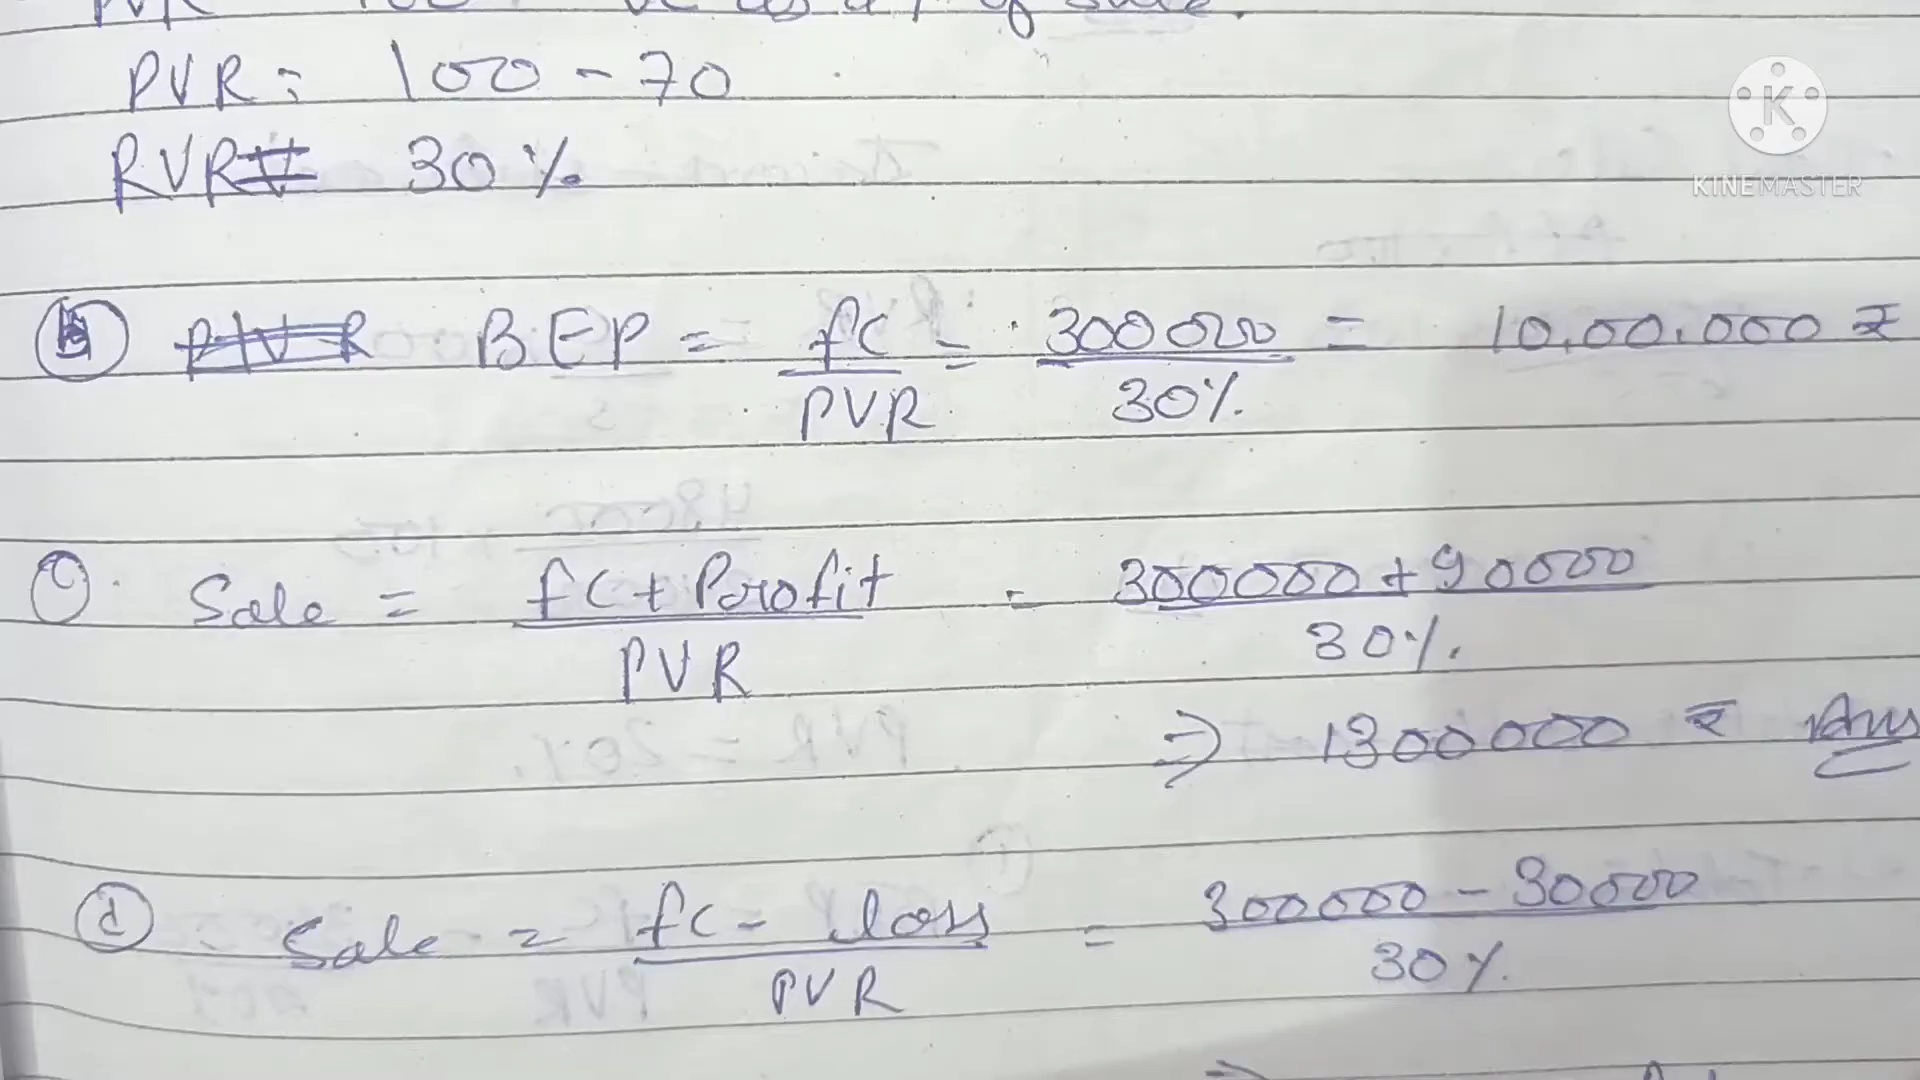 PVR = 100 - 70
RVR = 30%
KINEMASTER
(b) BEP = fC/PVR = 300000/30% = 10,00,000 ₹
(c) Sale = fC + Profit/PVR = 300000 + 90000/30%
⇒ 1300000 ₹ Ans
(d) Sale = fC - loss/PVR = 300000 - 30000/30%